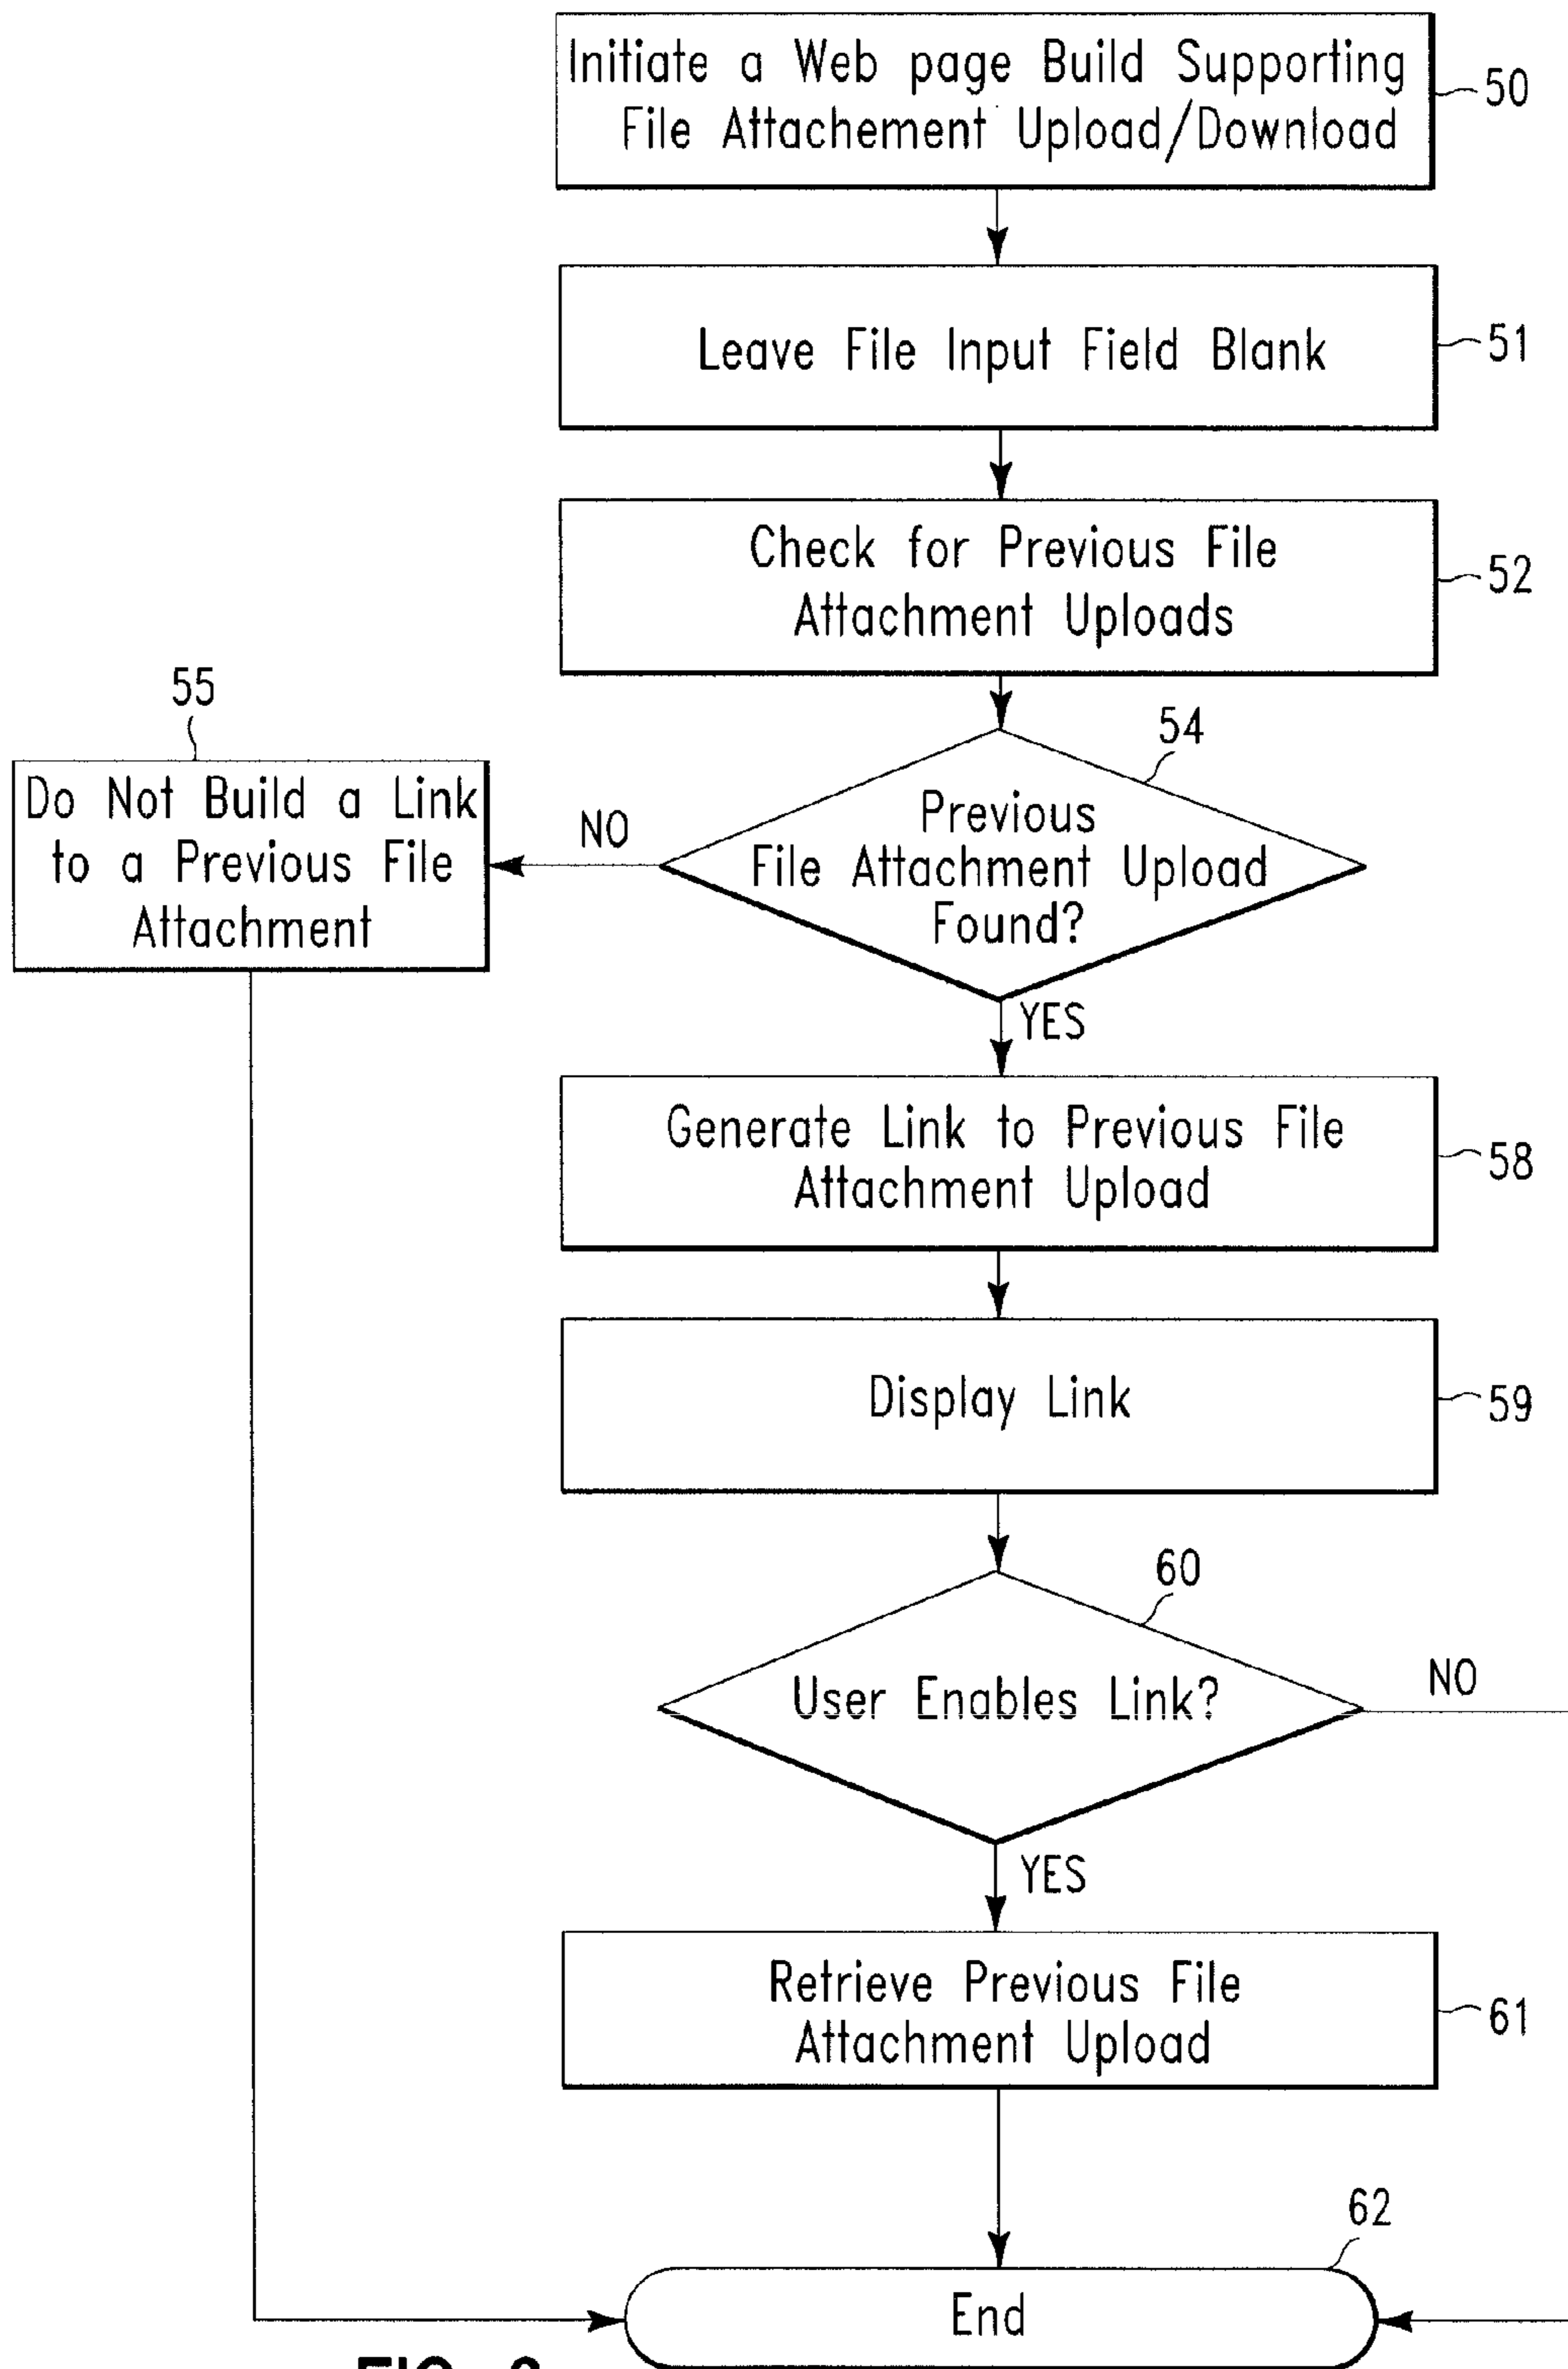 Initiate a Web page Build Supporting
File Attachement Upload/Download
50
Leave File Input Field Blank
51
Check for Previous File
Attachment Uploads
52
55
Do Not Build a Link
to a Previous File
Attachment
NO
54
Previous
File Attachment Upload
Found?
YES
Generate Link to Previous File
Attachment Upload
58
Display Link
59
60
User Enables Link?
NO
YES
Retrieve Previous File
Attachment Upload
61
62
End
FIG.